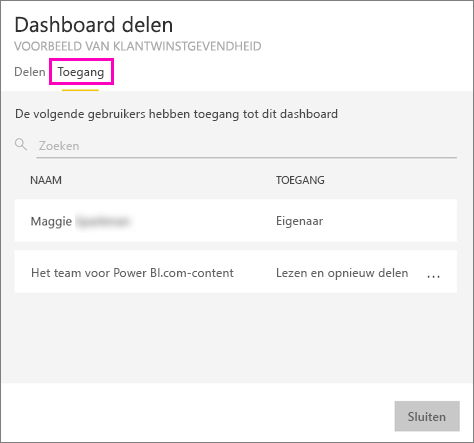 Dashboard delen
VOORBEELD VAN KLANTWINSTGEVENDHEID
Delen Toegang
De volgende gebruikers hebben toegang tot dit dashboard
Zoeken
NAAM TOEGANG
Maggie Eigenaar
Het team voor Power BI.com-content Lezen en opnieuw delen ...
Sluiten